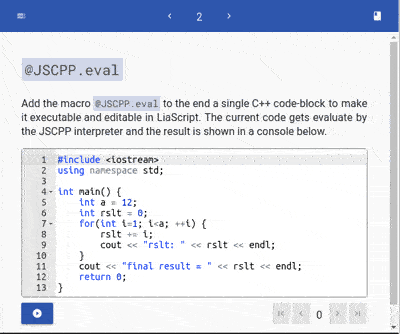 2
@JSCPP.eval
Add the macro @JSCPP.eval to the end a single C++ code-block to make
it executable and editable in LiaScript. The current code gets evaluate by
the JSCPP interpreter and the result is shown in a console below.
1 #include <iostream>
2 using namespace std;
3
4 int main() {
5 int a = 12;
6 int rslt = 0;
7 for(int i=1; i<a; ++i) {
8 rslt += i;
9 cout << "rslt: " << rslt << endl;
10 }
11 cout << "final result = " << rslt << endl;
12 return 0;
13 }
0